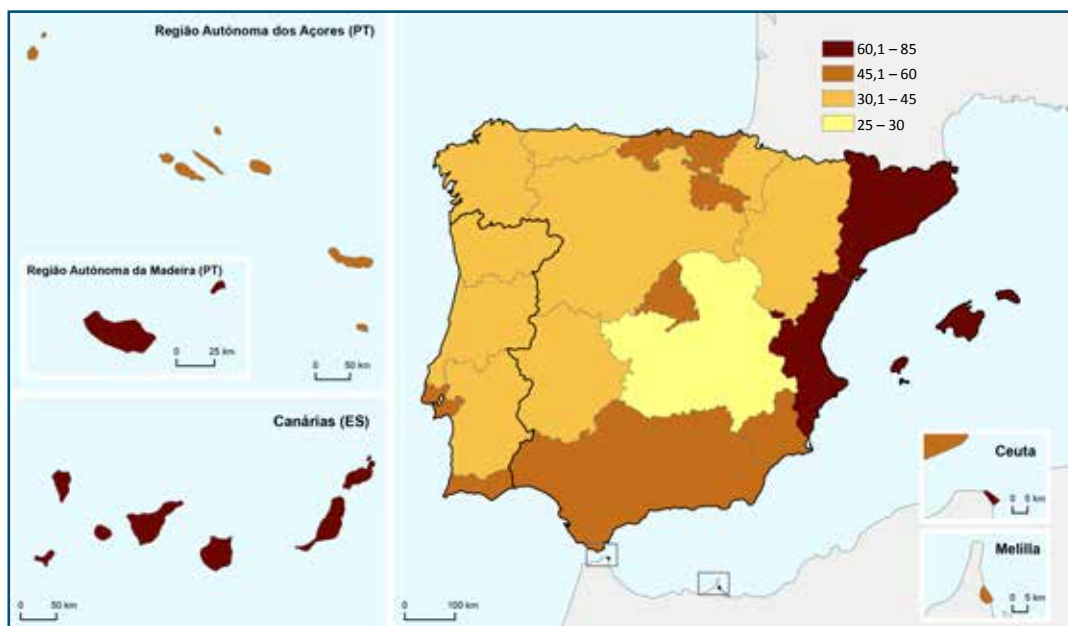 Região Autónoma dos Açores (PT)
Região Autónoma da Madeira (PT)
0 25 km
0 50 km
Canárias (ES)
0 50 km
60,1 – 85
45,1 – 60
30,1 – 45
25 – 30
0 100 km
Ceuta
0 5 km
Melilla
0 5 km